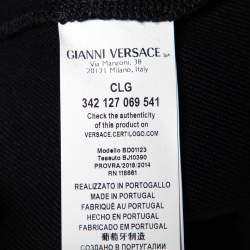 GIANNI VERSACE SpA
Via Manzoni, 38
20121 Milano, Italy
CLG
342 127 069 541
Check the authenticity
of this product on
VERSACE.CERTILOGO.COM
Modello BD01123
Tessuto BJ10390
PROVRA/2018/2014
RN 118661
REALIZZATO IN PORTOGALLO
MADE IN PORTUGAL
FABRIQUÉ AU PORTUGAL
HECHO EN PORTUGAL
FABRICADO EM PORTUGAL
葡萄牙制造
СОЗДАНО В ПОРТУГАЛИИ